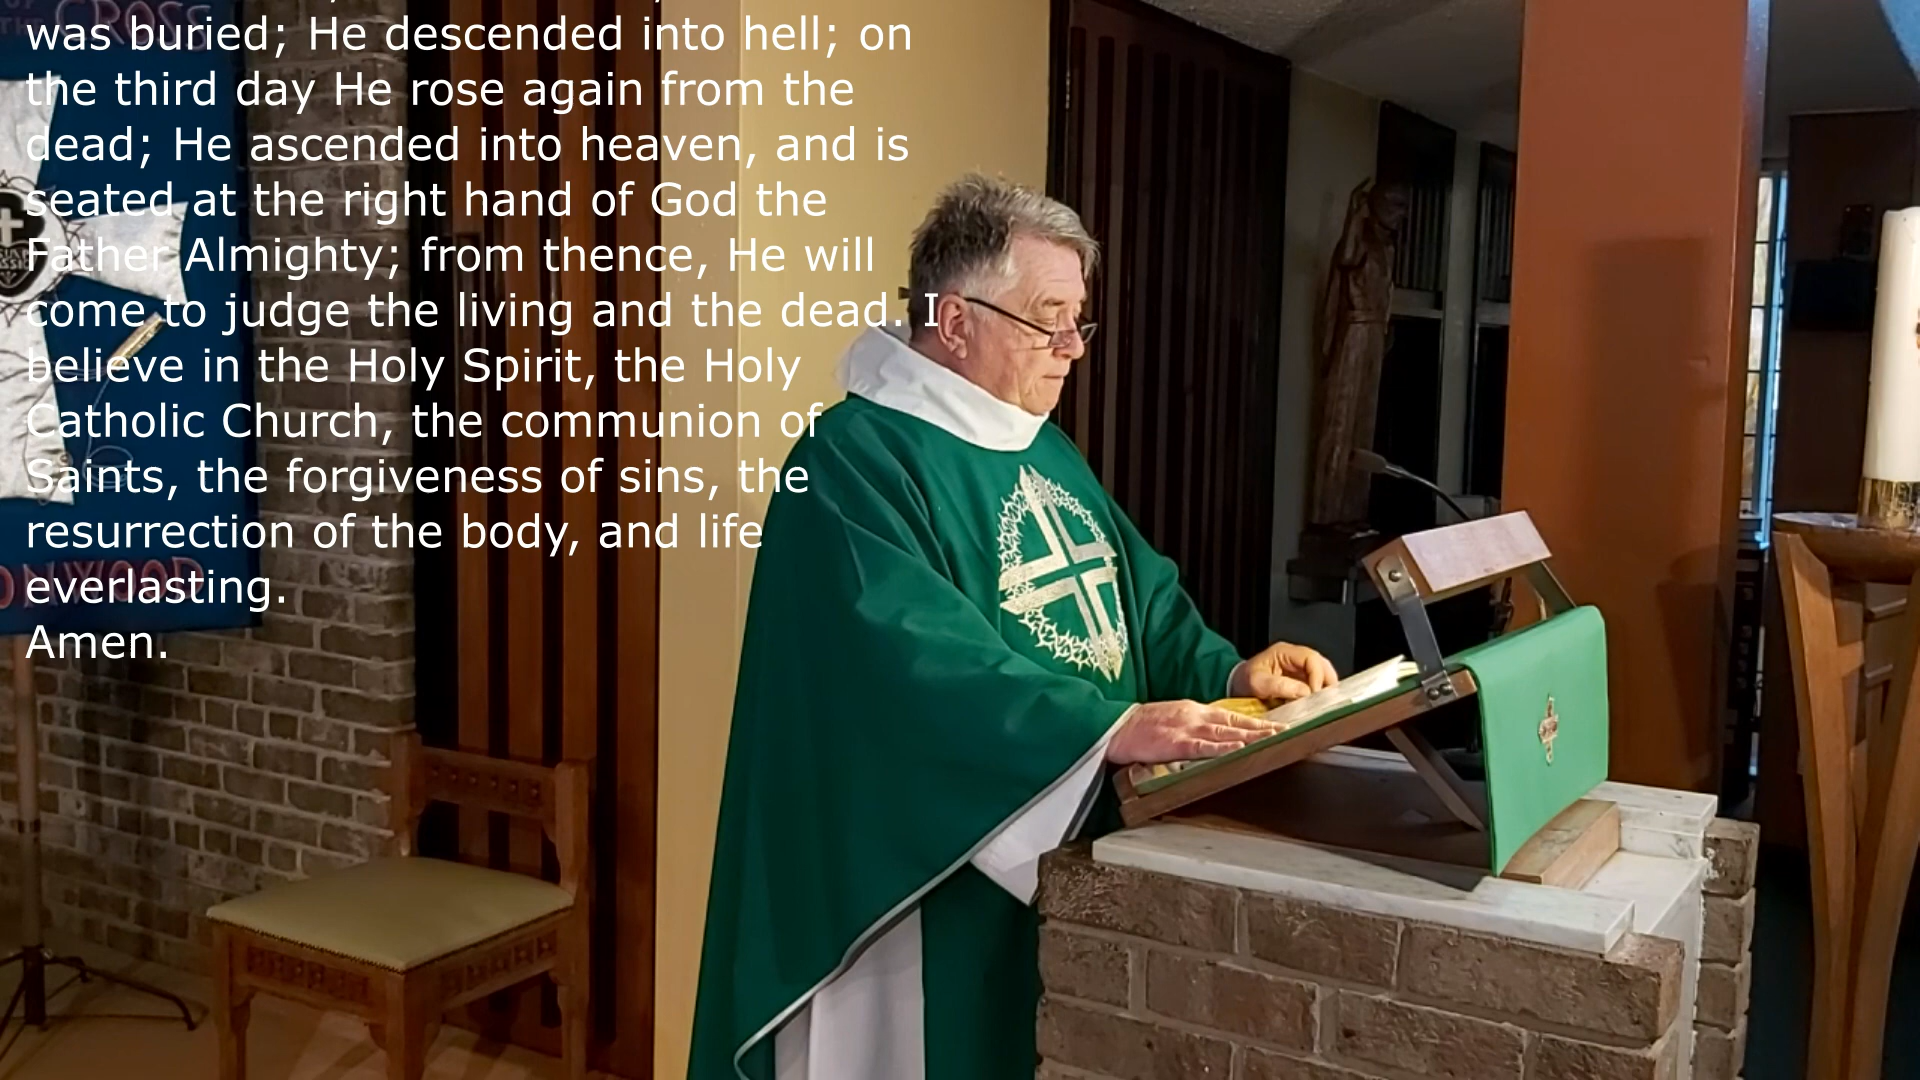 OF
THE CROSS
was buried; He descended into hell; on
the third day He rose again from the
dead; He ascended into heaven, and is
seated at the right hand of God the
Father Almighty; from thence, He will
come to judge the living and the dead. I
believe in the Holy Spirit, the Holy
Catholic Church, the communion of
Saints, the forgiveness of sins, the
resurrection of the body, and life
everlasting.
Amen.